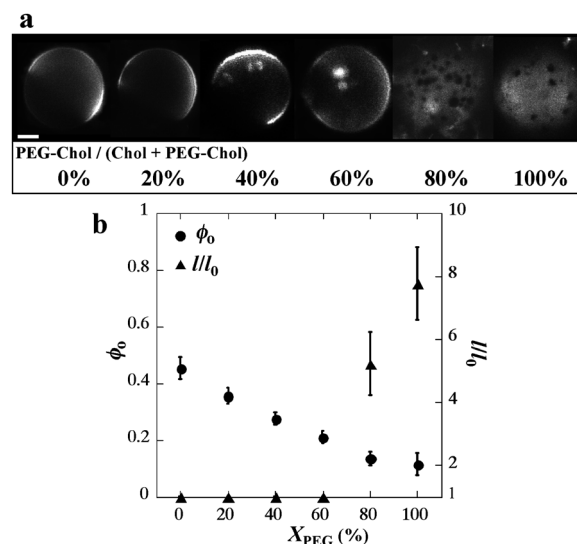 a
PEG-Chol / (Chol + PEG-Chol)
0% 20% 40% 60% 80% 100%
b
1 10
ϕo
l/l0
0.8 8
0.6 6
ϕo l/l0
0.4 4
0.2 2
0 1
0 20 40 60 80 100
XPEG (%)